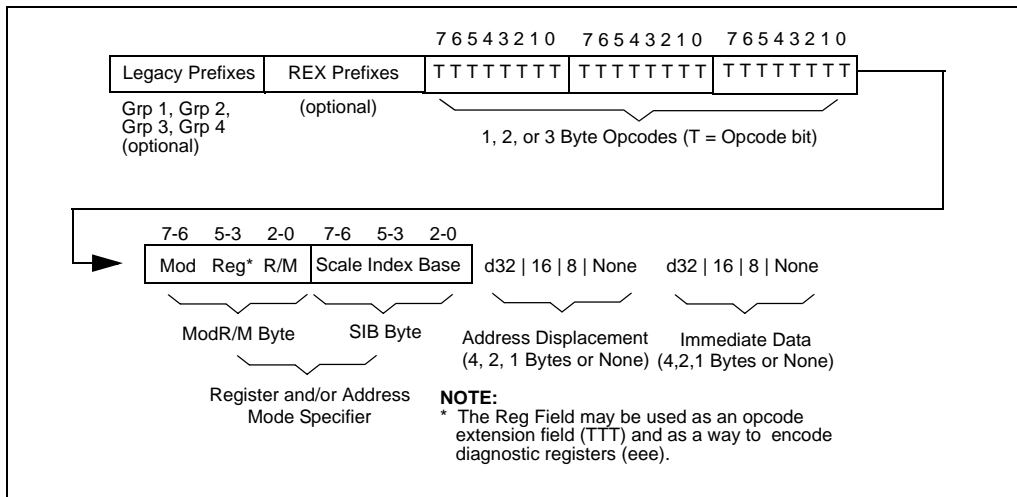 7 6 5 4 3 2 1 0 7 6 5 4 3 2 1 0 7 6 5 4 3 2 1 0
Legacy Prefixes REX Prefixes T T T T T T T T T T T T T T T T T T T T T T T T
Grp 1, Grp 2,
Grp 3, Grp 4
(optional)
(optional)
1, 2, or 3 Byte Opcodes (T = Opcode bit)
7-6 5-3 2-0 7-6 5-3 2-0
Mod Reg* R/M Scale Index Base d32 | 16 | 8 | None d32 | 16 | 8 | None
ModR/M Byte SIB Byte
Address Displacement
(4, 2, 1 Bytes or None)
Immediate Data
(4,2,1 Bytes or None)
Register and/or Address
Mode Specifier
NOTE:
* The Reg Field may be used as an opcode
extension field (TTT) and as a way to encode
diagnostic registers (eee).